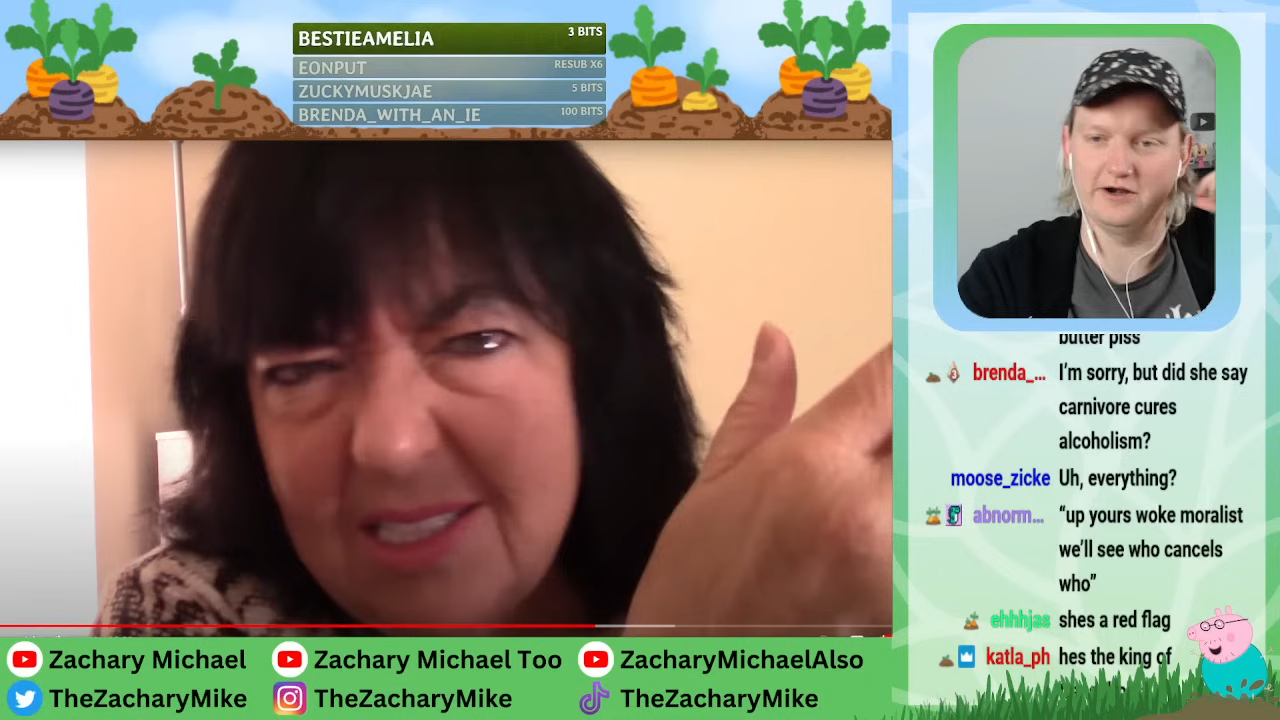 BESTIEAMELIA 3 BITS
EONPUT RESUB X6
ZUCKYMUSKJAE 5 BITS
BRENDA_WITH_AN_IE 100 BITS
butter piss
brenda_... I'm sorry, but did she say
carnivore cures
alcoholism?
moose_zicke Uh, everything?
abnorm... “up yours woke moralist
we’ll see who cancels
who”
ehhhjas shes a red flag
katla_ph hes the king of
Zachary Michael Zachary Michael Too ZacharyMichaelAlso
TheZacharyMike TheZacharyMike TheZacharyMike